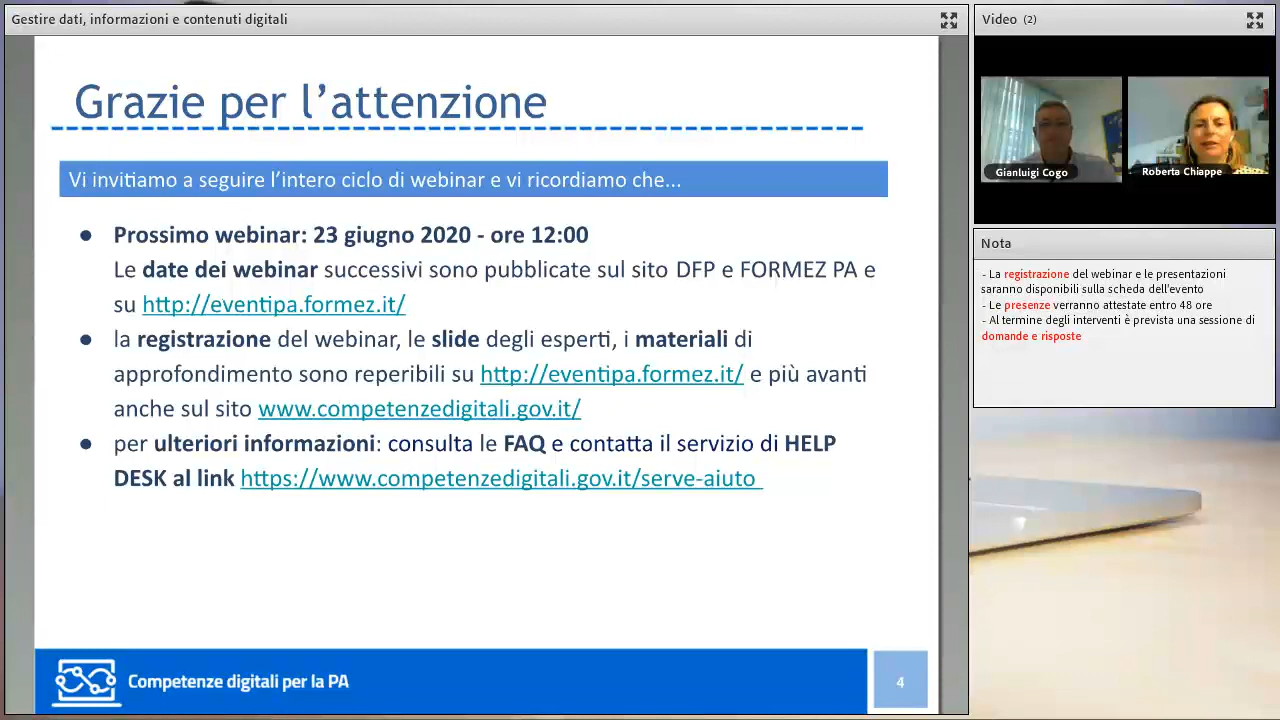 Gestire dati, informazioni e contenuti digitali
Grazie per l'attenzione
Vi invitiamo a seguire l'intero ciclo di webinar e vi ricordiamo che...
● Prossimo webinar: 23 giugno 2020 - ore 12:00
Le date dei webinar successivi sono pubblicate sul sito DFP e FORMEZ PA e
su http://eventipa.formez.it/
● la registrazione del webinar, le slide degli esperti, i materiali di
approfondimento sono reperibili su http://eventipa.formez.it/ e più avanti
anche sul sito www.competenzedigitali.gov.it/
● per ulteriori informazioni: consulta le FAQ e contatta il servizio di HELP
DESK al link https://www.competenzedigitali.gov.it/serve-aiuto
Competenze digitali per la PA
4
Video (2)
Gianluigi Cogo
Roberta Chiappe
Nota
- La registrazione del webinar e le presentazioni
saranno disponibili sulla scheda dell'evento
- Le presenze verranno attestate entro 48 ore
- Al termine degli interventi è prevista una sessione di
domande e risposte